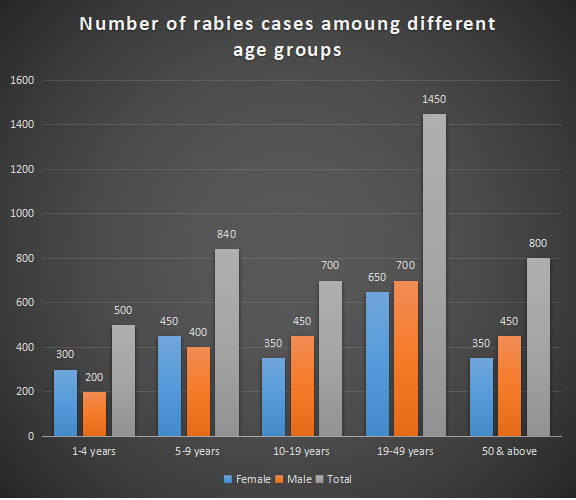 Number of rabies cases amoung different
age groups
1600
1400
1200
1000
800
600
400
200
0
300
200
500
450
400
840
350
450
700
650
700
1450
350
450
800
1-4 years
5-9 years
10-19 years
19-49 years
50 & above
Female
Male
Total